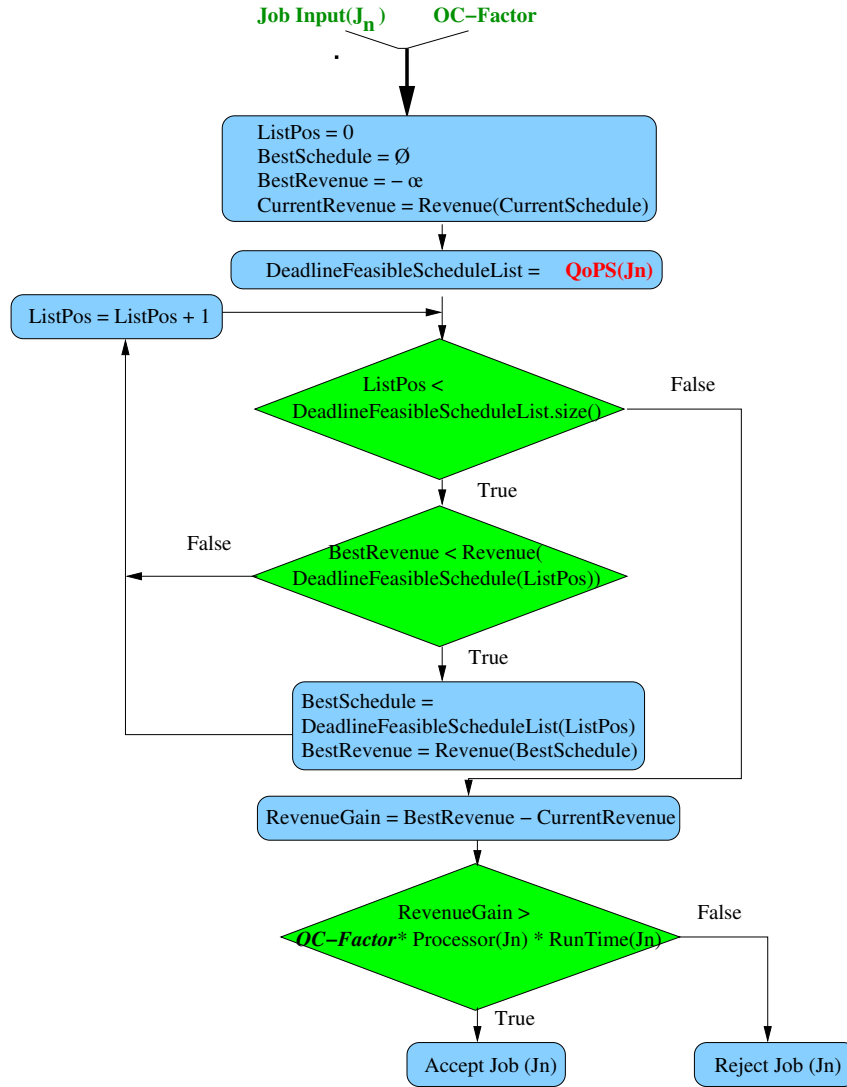 Job Input(Jn)
OC−Factor
ListPos = 0
BestSchedule = Ø
BestRevenue = − œ
CurrentRevenue = Revenue(CurrentSchedule)
DeadlineFeasibleScheduleList = QoPS(Jn)
ListPos = ListPos + 1
ListPos <
DeadlineFeasibleScheduleList.size()
False
True
BestRevenue < Revenue(
DeadlineFeasibleSchedule(ListPos))
False
True
BestSchedule =
DeadlineFeasibleScheduleList(ListPos)
BestRevenue = Revenue(BestSchedule)
RevenueGain = BestRevenue − CurrentRevenue
RevenueGain >
OC−Factor* Processor(Jn) * RunTime(Jn)
False
True
Accept Job (Jn)
Reject Job (Jn)